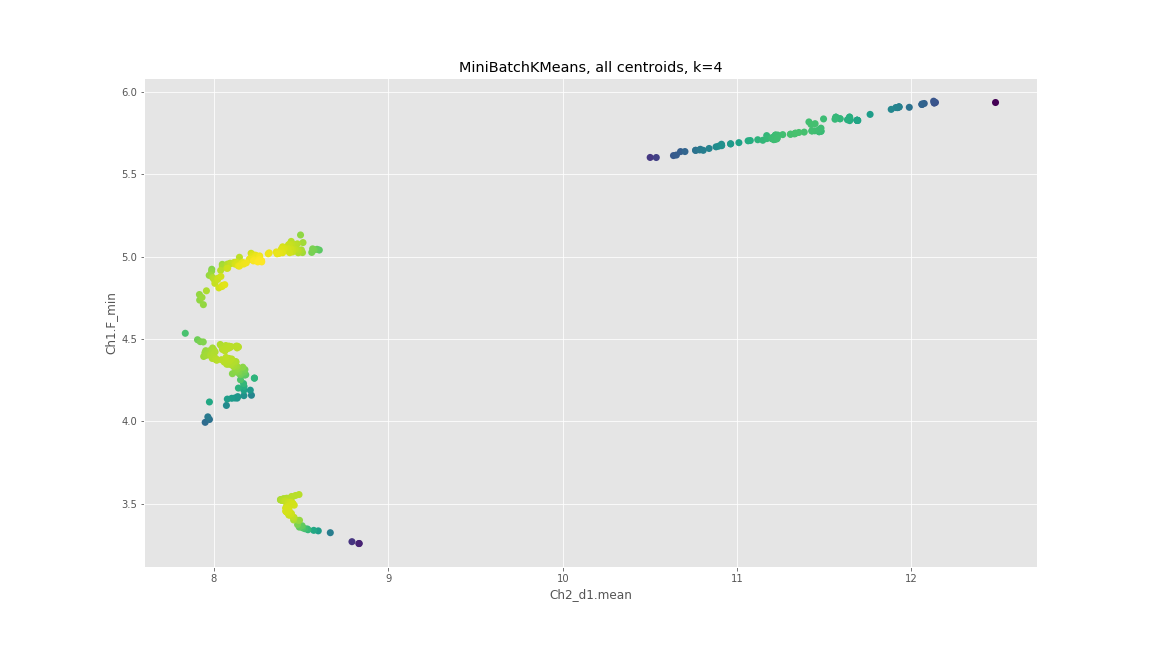 MiniBatchKMeans, all centroids, k=4
6.0
5.5
5.0
4.5
4.0
3.5
Ch1.F_min
8 9 10 11 12
Ch2_d1.mean